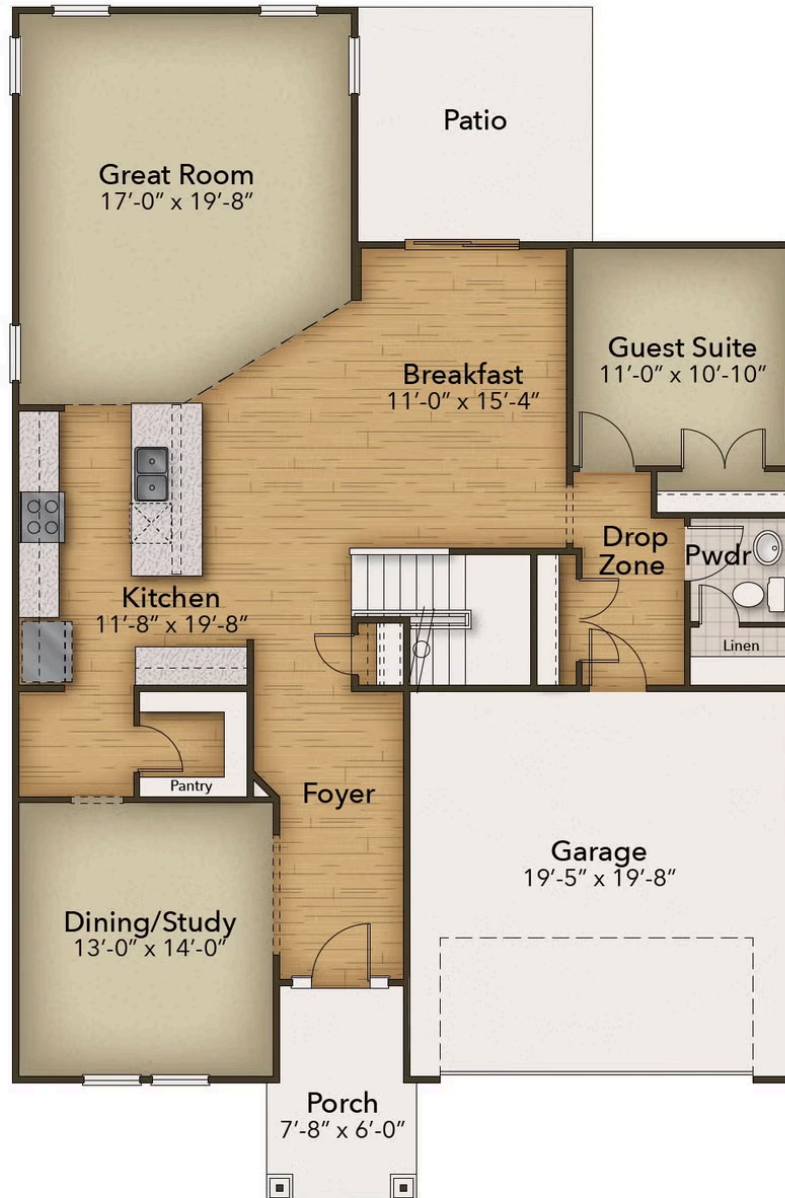 Patio
Great Room
17'-0" x 19'-8"
Guest Suite
11'-0" x 10'-10"
Breakfast
11'-0" x 15'-4"
Drop
Zone
Pwdr
Kitchen
11'-8" x 19'-8"
Linen
Pantry
Foyer
Garage
19'-5" x 19'-8"
Dining/Study
13'-0" x 14'-0"
Porch
7'-8" x 6'-0"